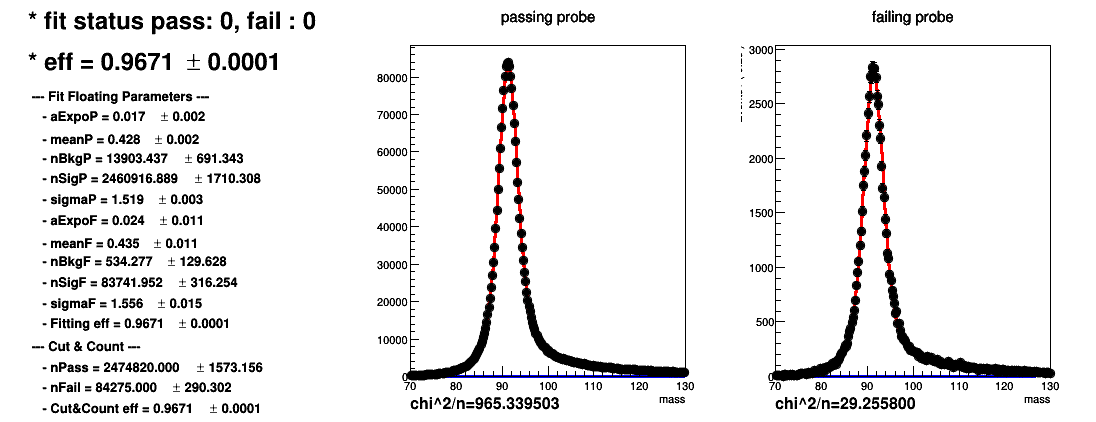 * fit status pass: 0, fail : 0
* eff = 0.9671 ± 0.0001
--- Fit Floating Parameters ---
- aExpoP = 0.017 ± 0.002
- meanP = 0.428 ± 0.002
- nBkgP = 13903.437 ± 691.343
- nSigP = 2460916.889 ± 1710.308
- sigmaP = 1.519 ± 0.003
- aExpoF = 0.024 ± 0.011
- meanF = 0.435 ± 0.011
- nBkgF = 534.277 ± 129.628
- nSigF = 83741.952 ± 316.254
- sigmaF = 1.556 ± 0.015
- Fitting eff = 0.9671 ± 0.0001
--- Cut & Count ---
- nPass = 2474820.000 ± 1573.156
- nFail = 84275.000 ± 290.302
- Cut&Count eff = 0.9671 ± 0.0001
passing probe
80000
70000
60000
50000
40000
30000
20000
10000
0
70 80 90 100 110 120 130
mass
chi^2/n=965.339503
failing probe
3000
2500
2000
1500
1000
500
0
70 80 90 100 110 120 130
mass
chi^2/n=29.255800